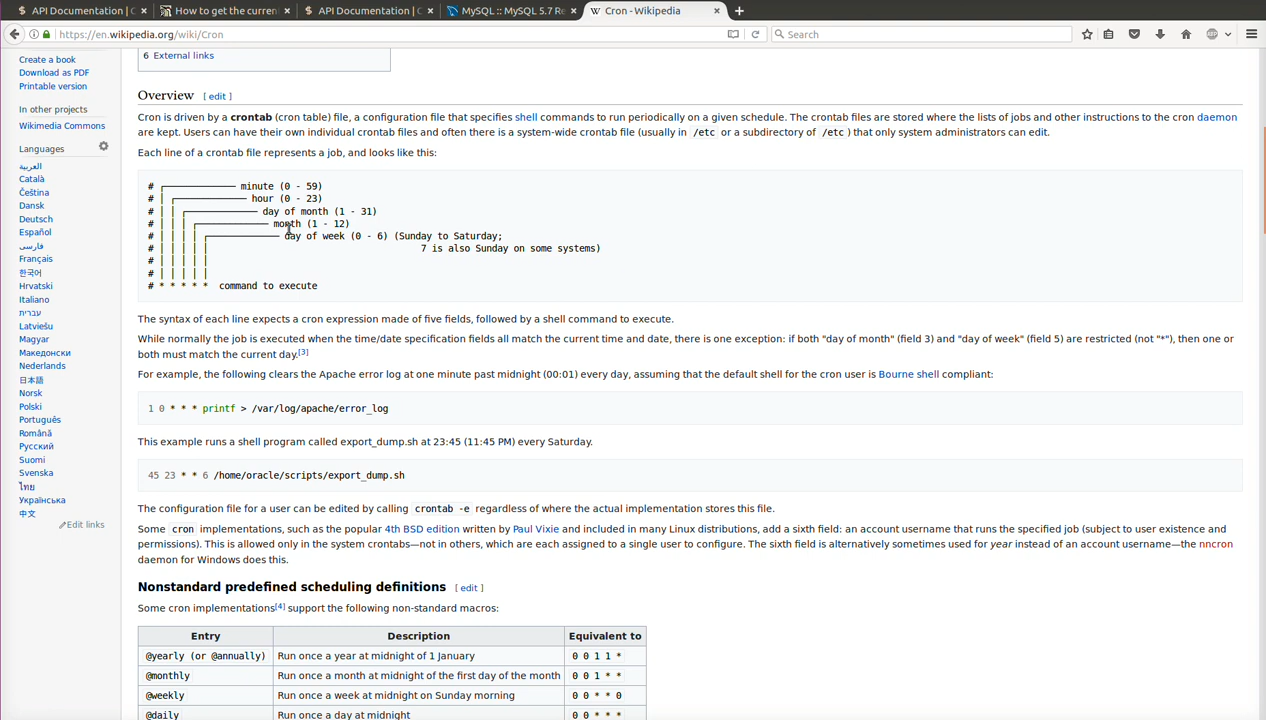 API Documentation | C
How to get the curren
API Documentation | C
MySQL :: MySQL 5.7 Re
Cron - Wikipedia
https://en.wikipedia.org/wiki/Cron
Search
Create a book
Download as PDF
Printable version
In other projects
Wikimedia Commons
Languages
العربية
Català
Čeština
Dansk
Deutsch
Español
فارسی
Français
한국어
Hrvatski
Italiano
עברית
Latviešu
Magyar
Македонски
Nederlands
日本語
Norsk
Polski
Português
Română
Русский
Suomi
Svenska
ไทย
Українська
中文
Edit links
6 External links
Overview [ edit ]
Cron is driven by a crontab (cron table) file, a configuration file that specifies shell commands to run periodically on a given schedule. The crontab files are stored where the lists of jobs and other instructions to the cron daemon
are kept. Users can have their own individual crontab files and often there is a system-wide crontab file (usually in /etc or a subdirectory of /etc ) that only system administrators can edit.
Each line of a crontab file represents a job, and looks like this:
# ┌───────────── minute (0 - 59)
# │ ┌───────────── hour (0 - 23)
# │ │ ┌───────────── day of month (1 - 31)
# │ │ │ ┌───────────── month (1 - 12)
# │ │ │ │ ┌───────────── day of week (0 - 6) (Sunday to Saturday;
# │ │ │ │ │ 7 is also Sunday on some systems)
# │ │ │ │ │
# │ │ │ │ │
# * * * * * command to execute
The syntax of each line expects a cron expression made of five fields, followed by a shell command to execute.
While normally the job is executed when the time/date specification fields all match the current time and date, there is one exception: if both "day of month" (field 3) and "day of week" (field 5) are restricted (not "*"), then one or
both must match the current day.[3]
For example, the following clears the Apache error log at one minute past midnight (00:01) every day, assuming that the default shell for the cron user is Bourne shell compliant:
1 0 * * * printf > /var/log/apache/error_log
This example runs a shell program called export_dump.sh at 23:45 (11:45 PM) every Saturday.
45 23 * * 6 /home/oracle/scripts/export_dump.sh
The configuration file for a user can be edited by calling crontab -e regardless of where the actual implementation stores this file.
Some cron implementations, such as the popular 4th BSD edition written by Paul Vixie and included in many Linux distributions, add a sixth field: an account username that runs the specified job (subject to user existence and
permissions). This is allowed only in the system crontabs—not in others, which are each assigned to a single user to configure. The sixth field is alternatively sometimes used for year instead of an account username—the nncron
daemon for Windows does this.
Nonstandard predefined scheduling definitions [ edit ]
Some cron implementations[4] support the following non-standard macros:
Entry Description Equivalent to
@yearly (or @annually) Run once a year at midnight of 1 January 0 0 1 1 *
@monthly Run once a month at midnight of the first day of the month 0 0 1 * *
@weekly Run once a week at midnight on Sunday morning 0 0 * * 0
@daily Run once a day at midnight 0 0 * * *